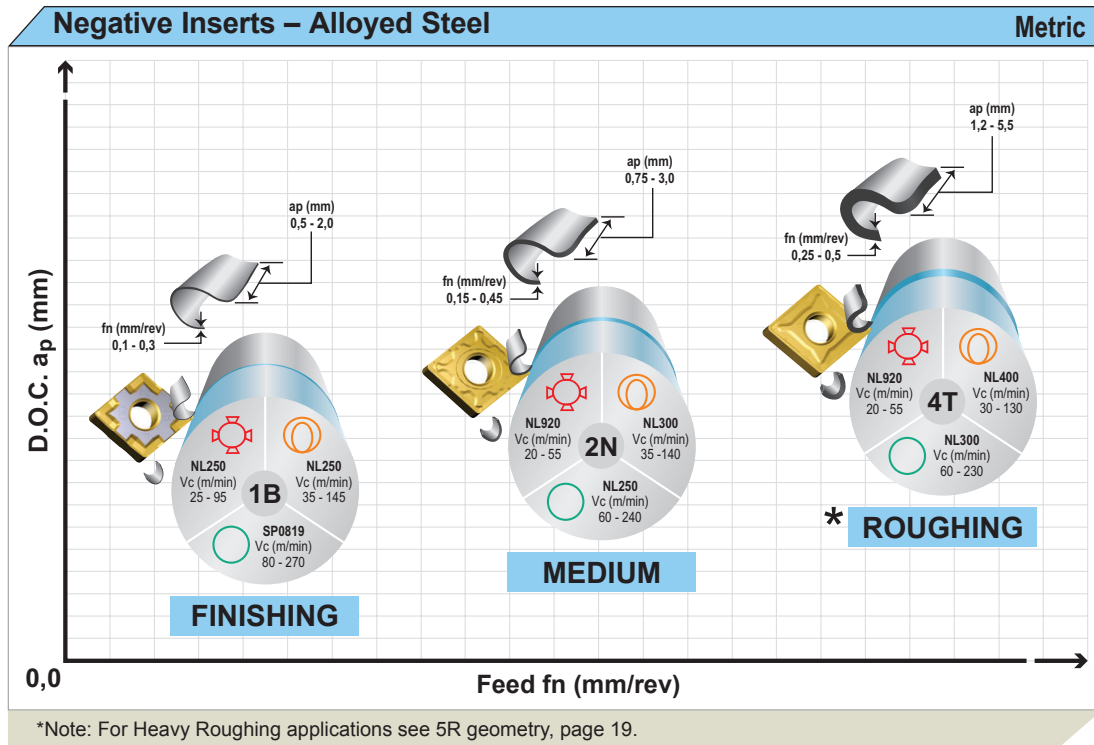 Negative Inserts – Alloyed Steel
Metric
D.O.C. ap (mm)
ap (mm)
0,5 - 2,0
fn (mm/rev)
0,1 - 0,3
NL250
Vc (m/min)
25 - 95
NL250
Vc (m/min)
35 - 145
1B
SP0819
Vc (m/min)
80 - 270
FINISHING
ap (mm)
0,75 - 3,0
fn (mm/rev)
0,15 - 0,45
NL920
Vc (m/min)
20 - 55
NL300
Vc (m/min)
35 -140
2N
NL250
Vc (m/min)
60 - 240
MEDIUM
ap (mm)
1,2 - 5,5
fn (mm/rev)
0,25 - 0,5
NL920
Vc (m/min)
20 - 55
NL400
Vc (m/min)
30 - 130
4T
NL300
Vc (m/min)
60 - 230
* ROUGHING
0,0
Feed fn (mm/rev)
*Note: For Heavy Roughing applications see 5R geometry, page 19.